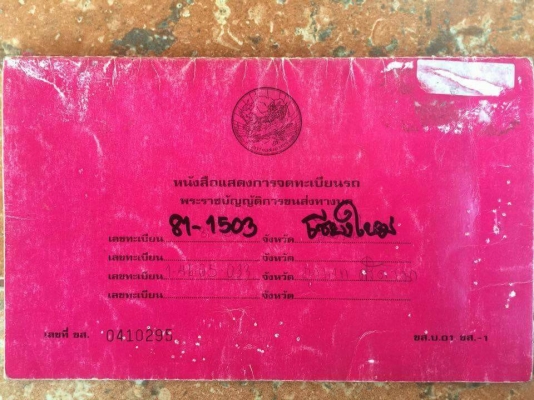 หนังสือแสดงการจดทะเบียนรถ
พระราชบัญญัติการขนส่งทางบก
เลขทะเบียน 81-1503 จังหวัด เชียงใหม่
เลขทะเบียน จังหวัด
เลขทะเบียน จังหวัด
เลขทะเบียน จังหวัด
เลขที่ ขส. 0410295 ขส.บ.01 ขส.-1